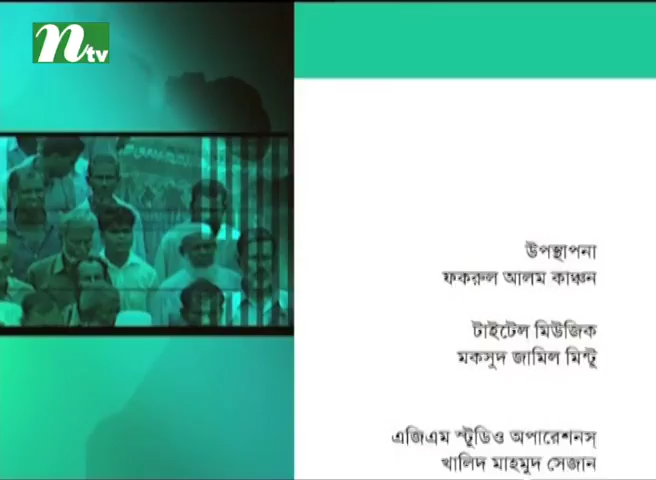 ntv
উপস্থাপনা
ফকরুল আলম কাঞ্চন
টাইটেল মিউজিক
মকসুদ জামিল মিন্টু
এজিএম স্টুডিও অপারেশনস্
খালিদ মাহমুদ সেজান